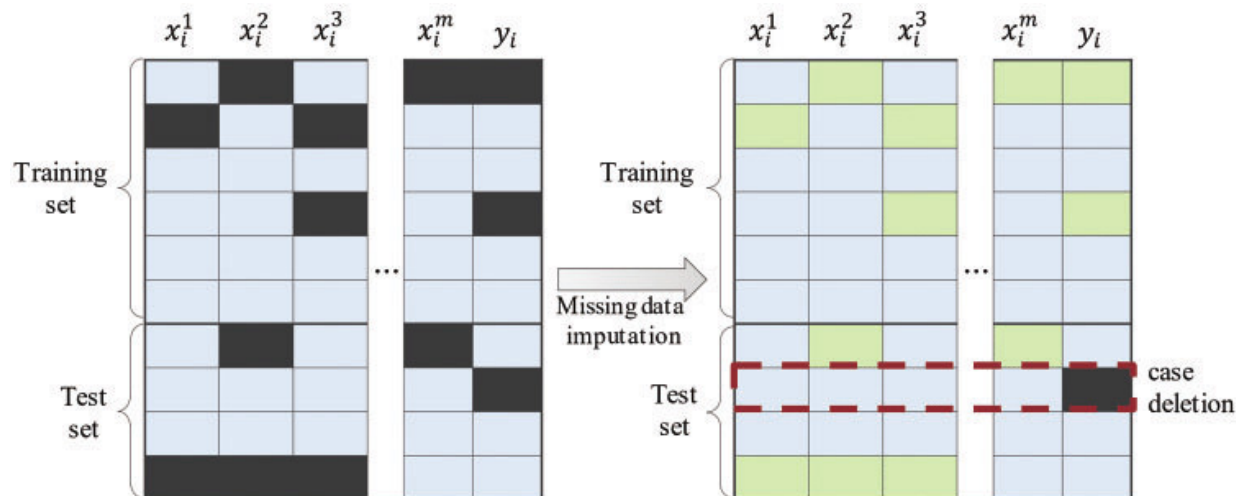 x_i^1 x_i^2 x_i^3 x_i^m y_i
x_i^1 x_i^2 x_i^3 x_i^m y_i
Training
set
...
Missing data
imputation
Test
set
Training
set
...
Test
set
case
deletion